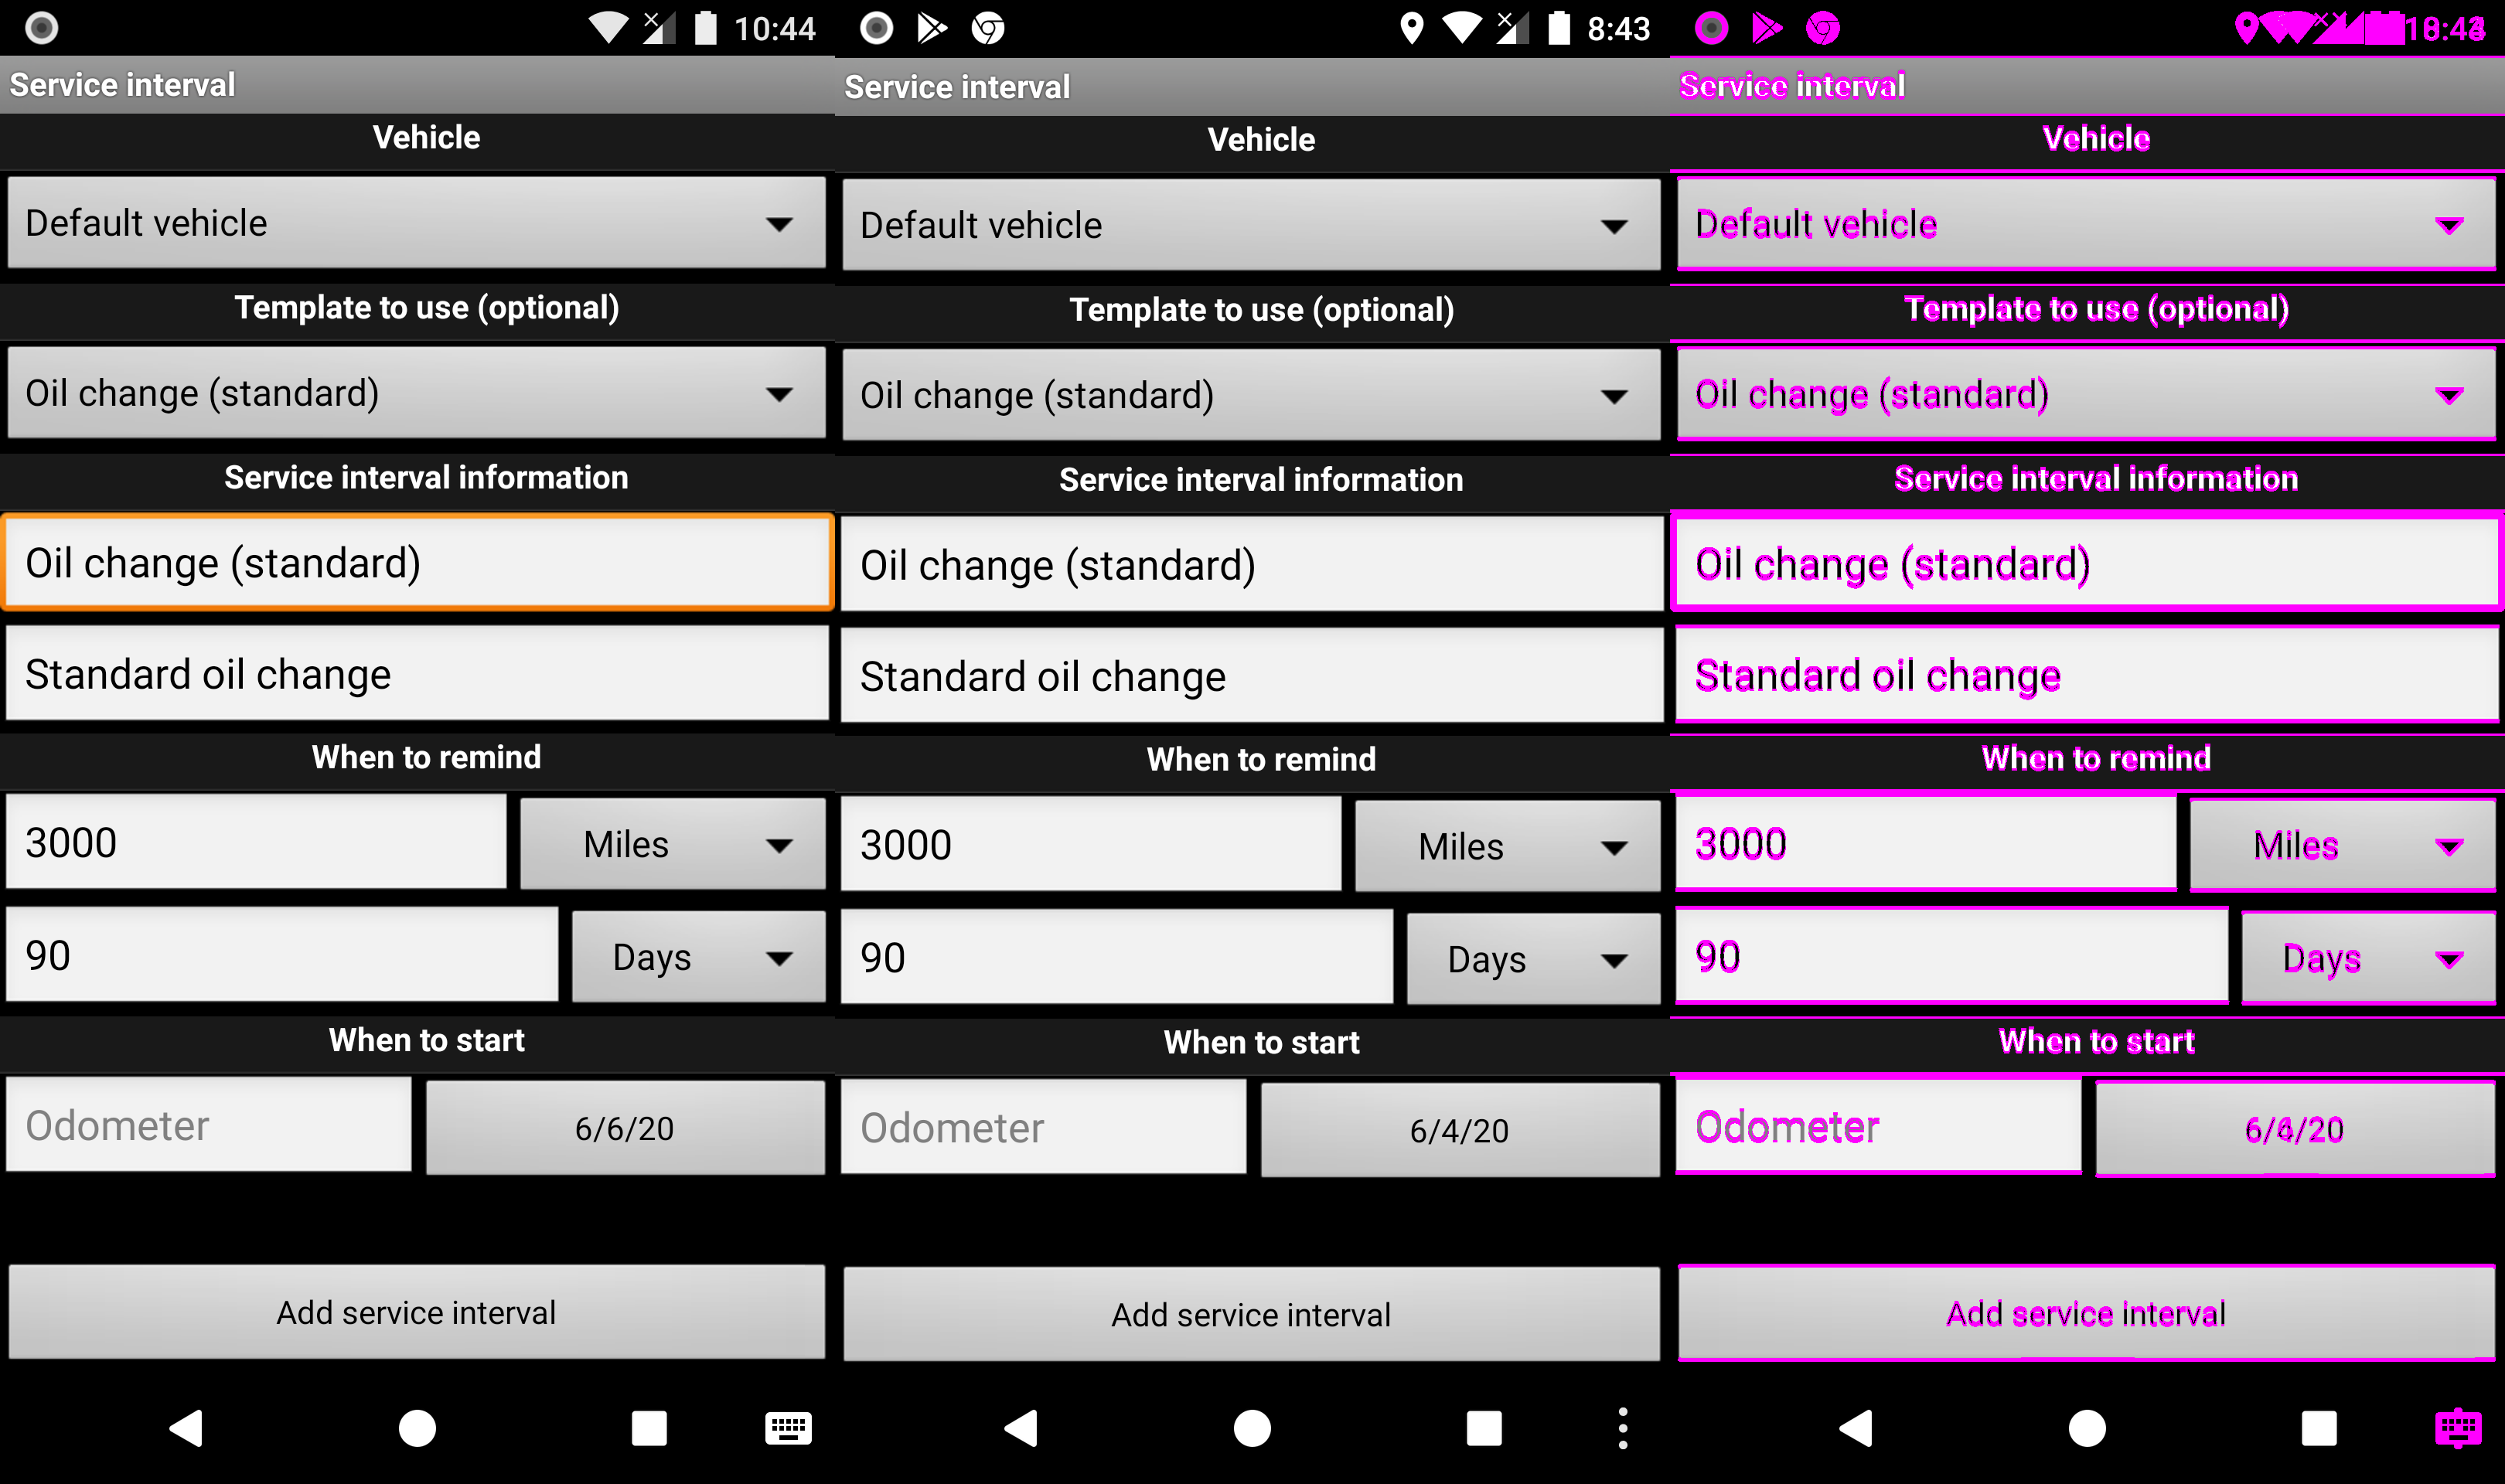 10:44
Service interval
Vehicle
Default vehicle
Template to use (optional)
Oil change (standard)
Service interval information
Oil change (standard)
Standard oil change
When to remind
3000 Miles
90 Days
When to start
Odometer 6/6/20
Add service interval
8:43
Service interval
Vehicle
Default vehicle
Template to use (optional)
Oil change (standard)
Service interval information
Oil change (standard)
Standard oil change
When to remind
3000 Miles
90 Days
When to start
Odometer 6/4/20
Add service interval
Service interval
Vehicle
Default vehicle
Template to use (optional)
Oil change (standard)
Service interval information
Oil change (standard)
Standard oil change
When to remind
3000 Miles
90 Days
When to start
Odometer
Add service interval